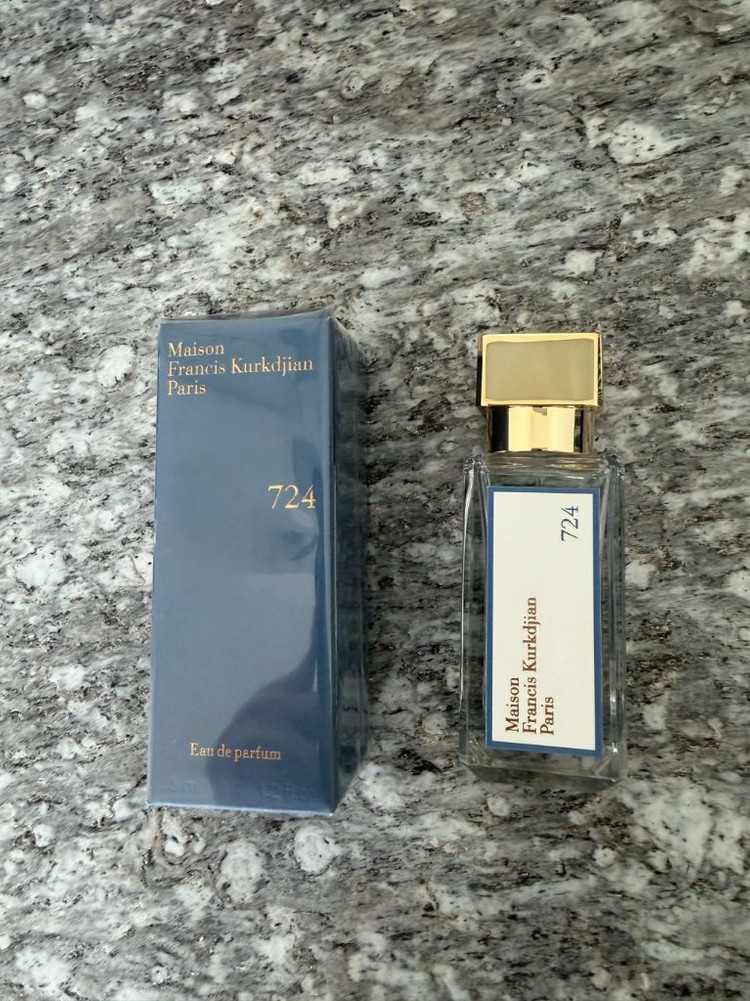 Maison
Francis Kurkdjian
Paris
724
Eau de parfum
724
Maison
Francis Kurkdjian
Paris